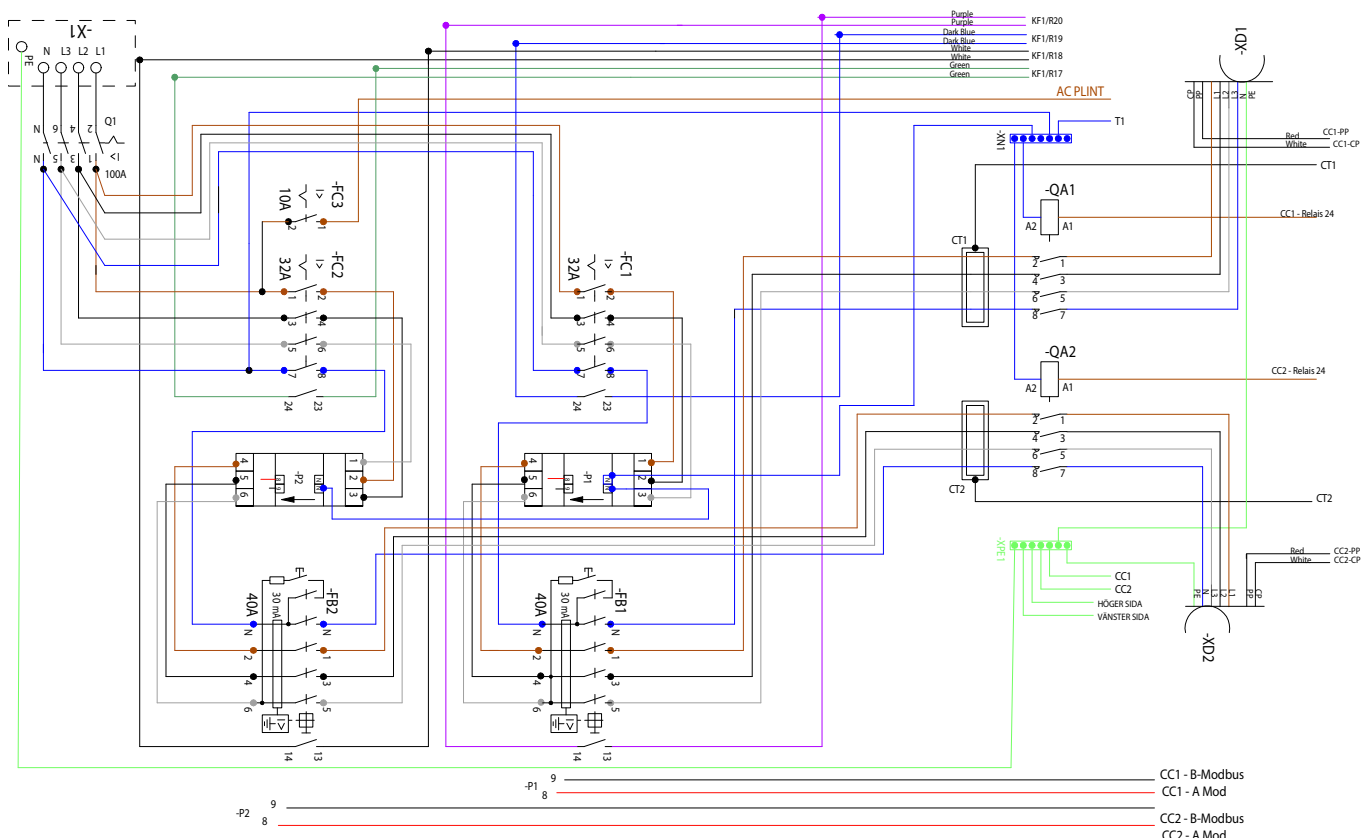 -X1
PE
N L3 L2 L1
Q1
N 6 4 2
N 5 3 1
I>
100A
Purple
Purple
KF1/R20
Dark Blue
Dark Blue
KF1/R19
White
White
KF1/R18
Green
Green
KF1/R17
AC PLINT
T1
-XN1
-XD1
CP PP L1 L2 L3 N PE
Red
CC1-PP
White
CC1-CP
CT1
-QA1
A2 A1
CC1 - Relais 24
CT1
2 1
4 3
6 5
8 7
-FC3
I>
10A
2 1
-FC2
I>
32A
1 2
3 4
5 6
7 8
24 23
-FC1
I>
32A
1 2
3 4
5 6
7 8
24 23
-QA2
A2 A1
CC2 - Relais 24
2 1
4 3
6 5
8 7
CT2
CT2
4
5
6
8 9
-P2
N N
1
2
3
4
5
6
8 9
-P1
N N
1
2
3
-XPE1
CC1
CC2
HÖGER SIDA
VÄNSTER SIDA
Red
CC2-PP
White
CC2-CP
PE N L3 L2 L1 PP CP
-XD2
-FB2
40A
30 mA
N N
2 1
4 3
6 5
I>
14 13
-FB1
40A
30 mA
N N
2 1
4 3
6 5
I>
14 13
-P1
9
CC1 - B-Modbus
8
CC1 - A Mod
-P2
9
CC2 - B-Modbus
8
CC2 - A Mod